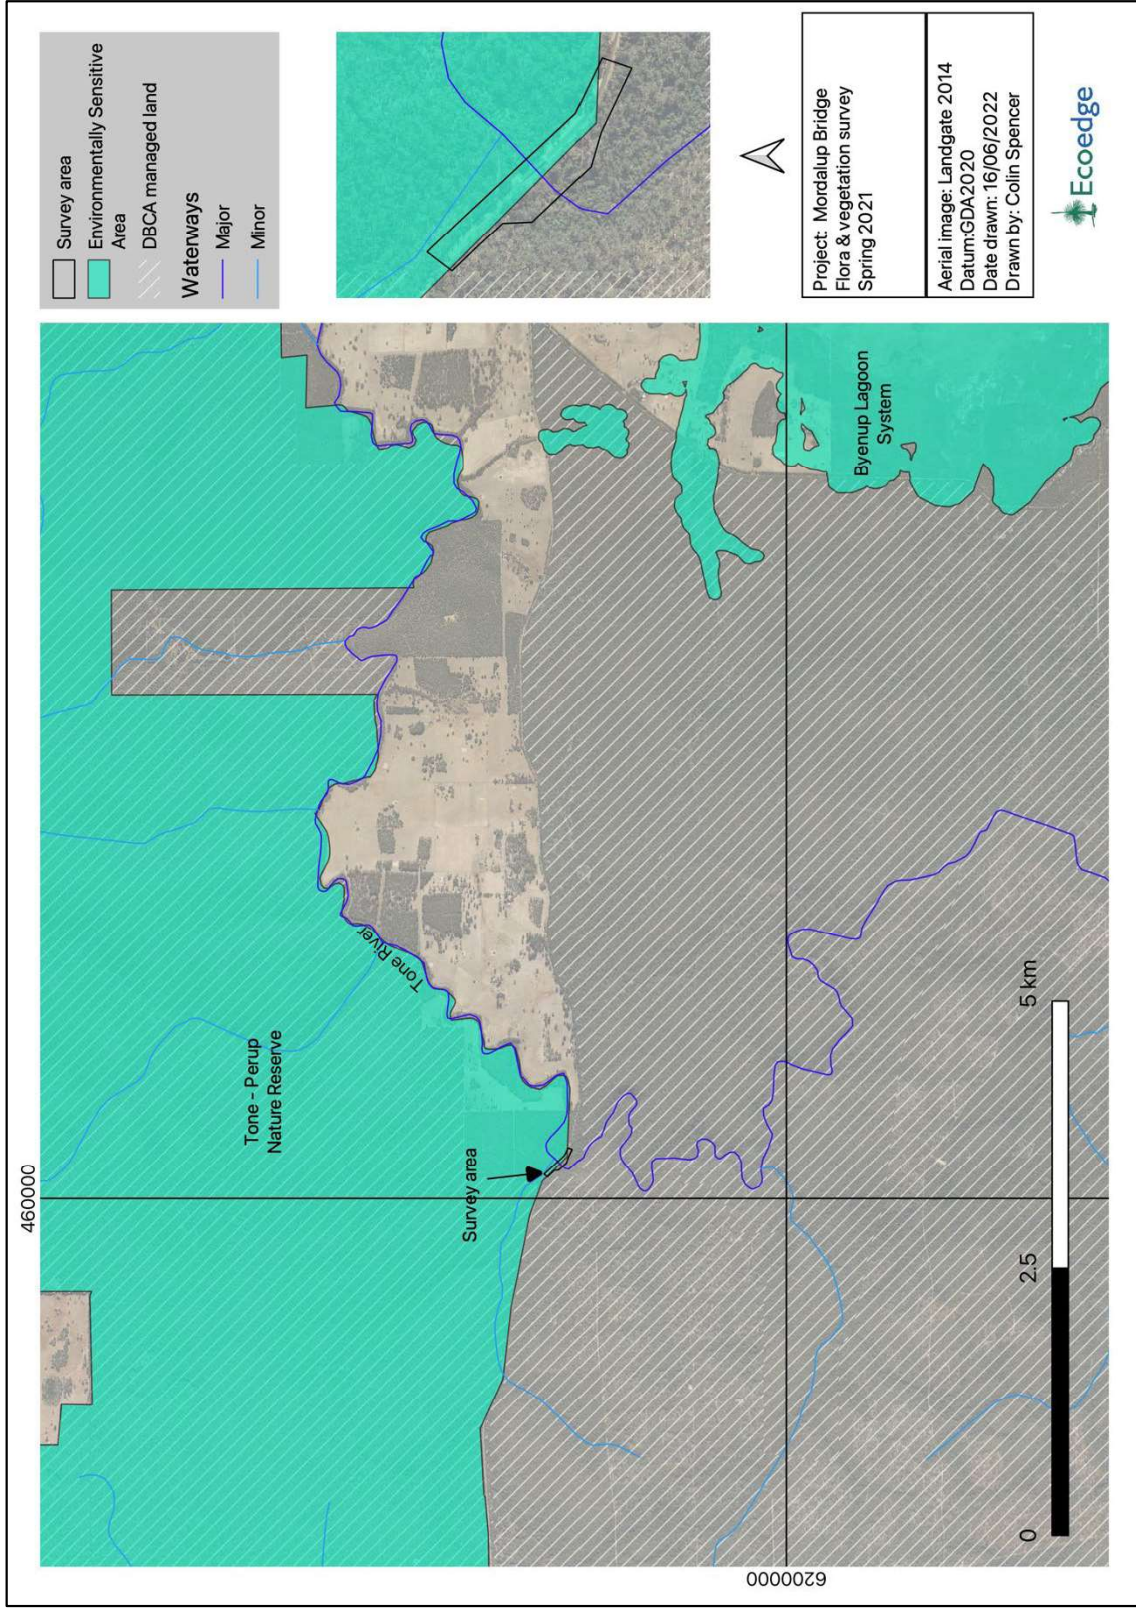 Survey area
Environmentally Sensitive
Area
DBCA managed land
Waterways
Major
Minor
460000
Tone - Perup
Nature Reserve
Tone River
Survey area
Byenup Lagoon
System
6200000
0
2.5
5 km
Project: Mordalup Bridge
Flora & vegetation survey
Spring 2021
Aerial image: Landgate 2014
Datum:GDA2020
Date drawn: 16/06/2022
Drawn by: Colin Spencer
Ecoedge